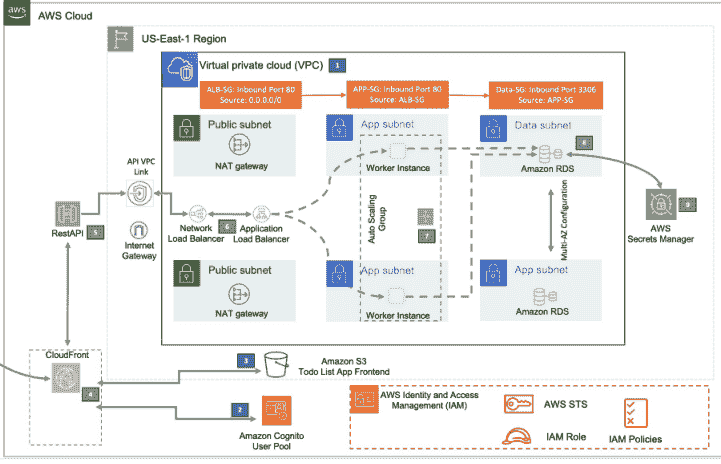 aws
AWS Cloud
US-East-1 Region
Virtual private cloud (VPC)
1
ALB-SG: Inbound Port 80
Source: 0.0.0.0/0
APP-SG: Inbound Port 80
Source: ALB-SG
Data-SG: Inbound Port 3306
Source: APP-SG
Public subnet
NAT gateway
App subnet
Worker Instance
Data subnet
8
Amazon RDS
API VPC
Link
RestAPI
5
Internet
Gateway
Network
Load Balancer
6
Application
Load Balancer
Auto Scaling
Group
7
Multi-AZ Configuration
9
AWS
Secrets Manager
Public subnet
NAT gateway
App subnet
Worker Instance
Data subnet
Amazon RDS
CloudFront
4
3
Amazon S3
Todo List App Frontend
2
Amazon Cognito
User Pool
AWS Identity and Access
Management (IAM)
AWS STS
IAM Role
IAM Policies